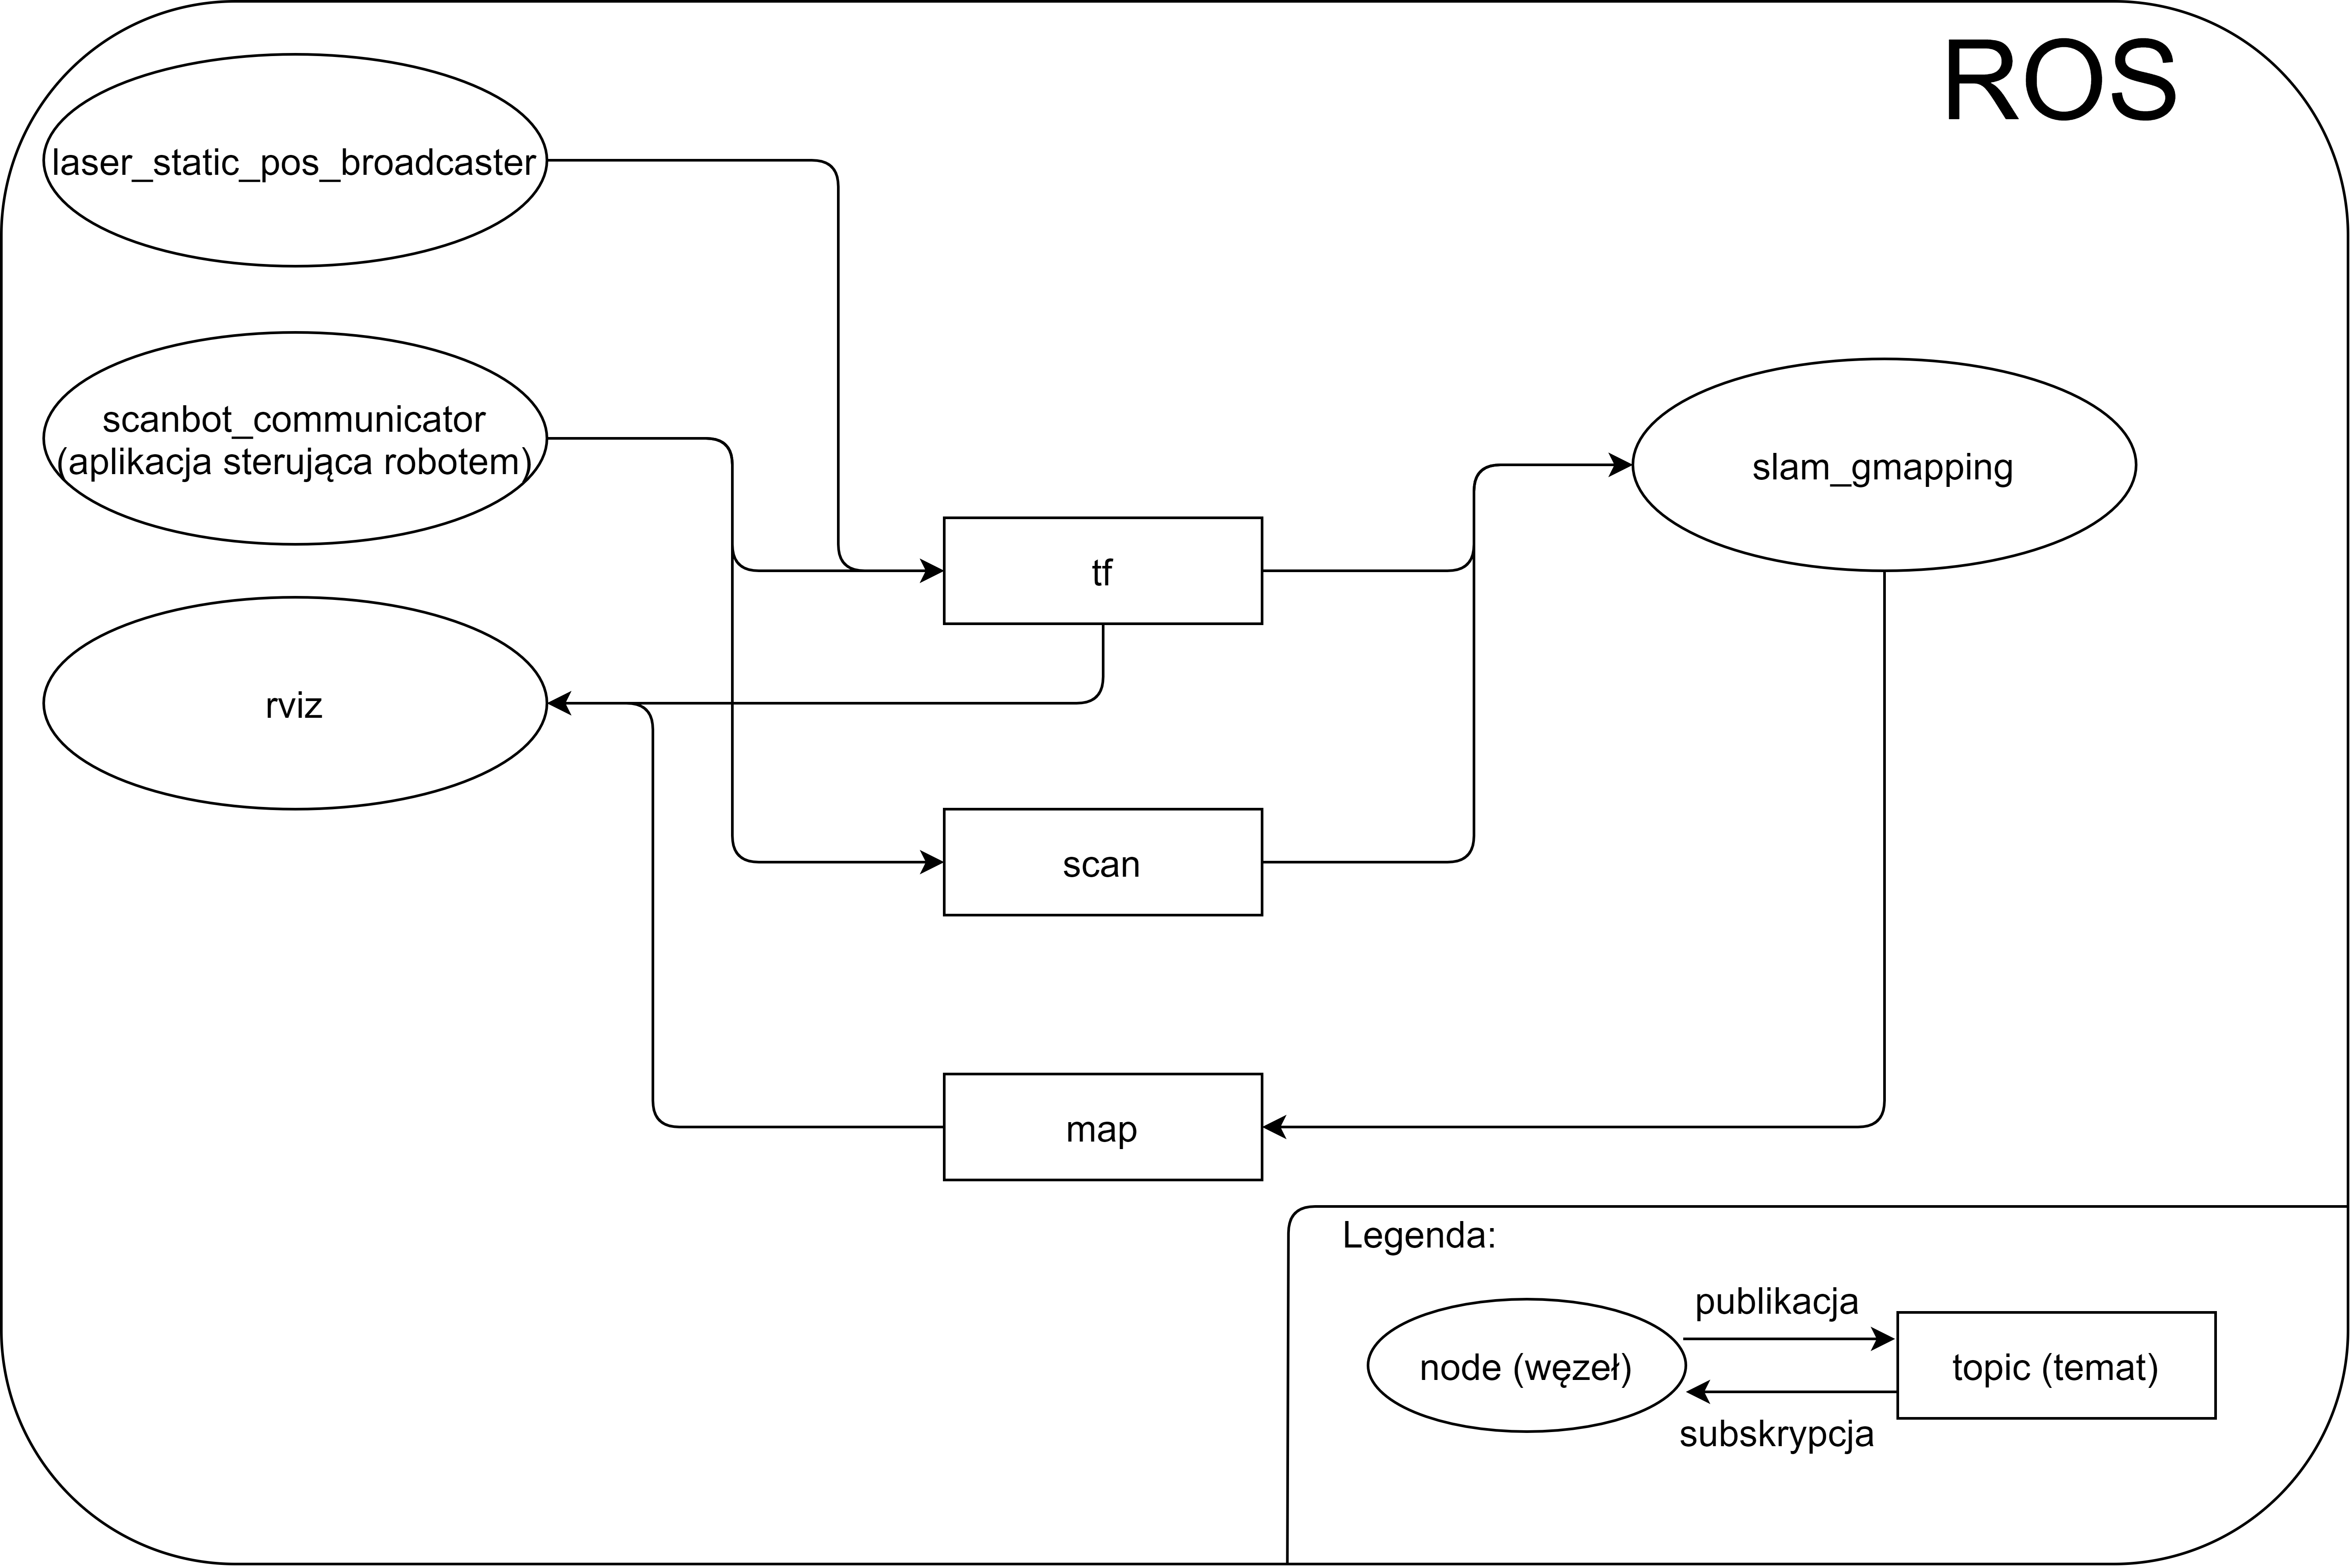 ROS
laser_static_pos_broadcaster
scanbot_communicator
(aplikacja sterująca robotem)
slam_gmapping
tf
rviz
scan
map
Legenda:
publikacja
node (węzeł)
topic (temat)
subskrypcja